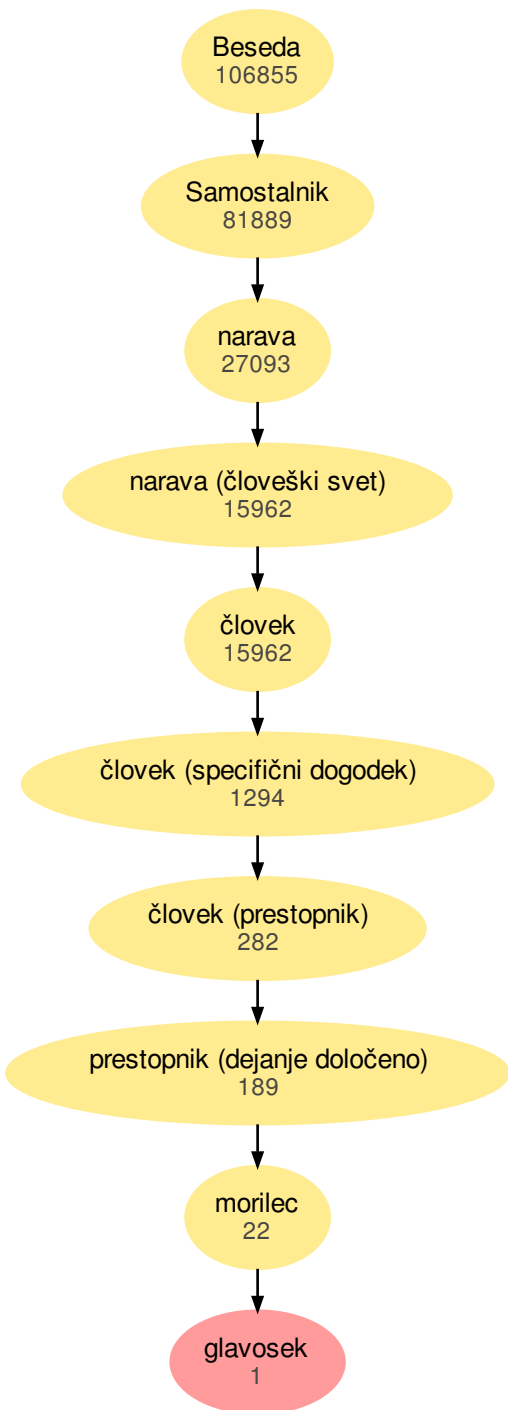 Beseda
106855
Samostalnik
81889
narava
27093
narava (človeški svet)
15962
človek
15962
človek (specifični dogodek)
1294
človek (prestopnik)
282
prestopnik (dejanje določeno)
189
morilec
22
glavosek
1